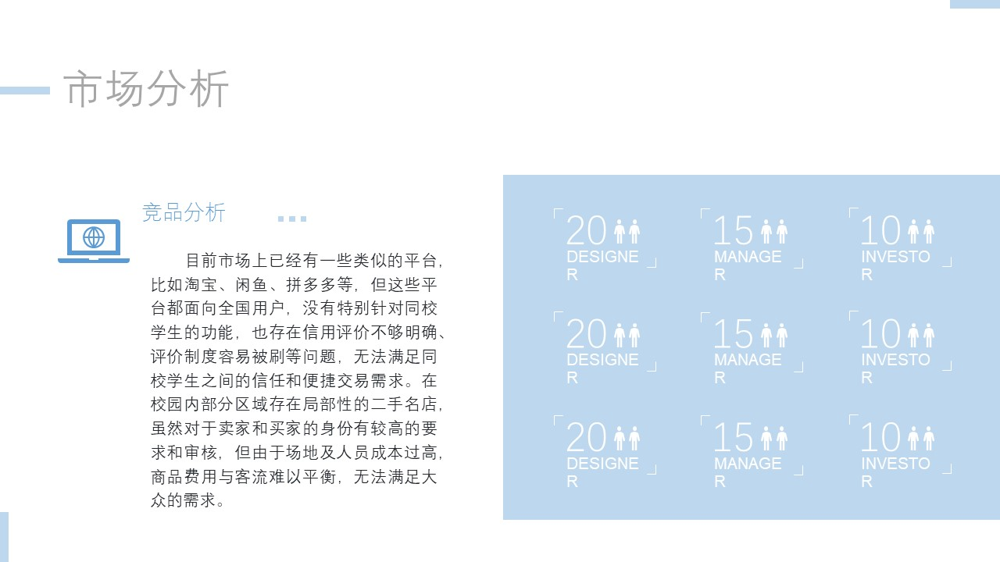 市场分析
竞品分析
目前市场上已经有一些类似的平台，
比如淘宝、闲鱼、拼多多等，但这些平
台都面向全国用户，没有特别针对同校
学生的功能，也存在信用评价不够明确、
评价制度容易被刷等问题，无法满足同
校学生之间的信任和便捷交易需求。在
校园内部分区域存在局部性的二手名店，
虽然对于卖家和买家的身份有较高的要
求和审核，但由于场地及人员成本过高，
商品费用与客流难以平衡，无法满足大
众的需求。
20
DESIGNE
R
15
MANAGE
R
10
INVESTO
R
20
DESIGNE
R
15
MANAGE
R
10
INVESTO
R
20
DESIGNE
R
15
MANAGE
R
10
INVESTO
R